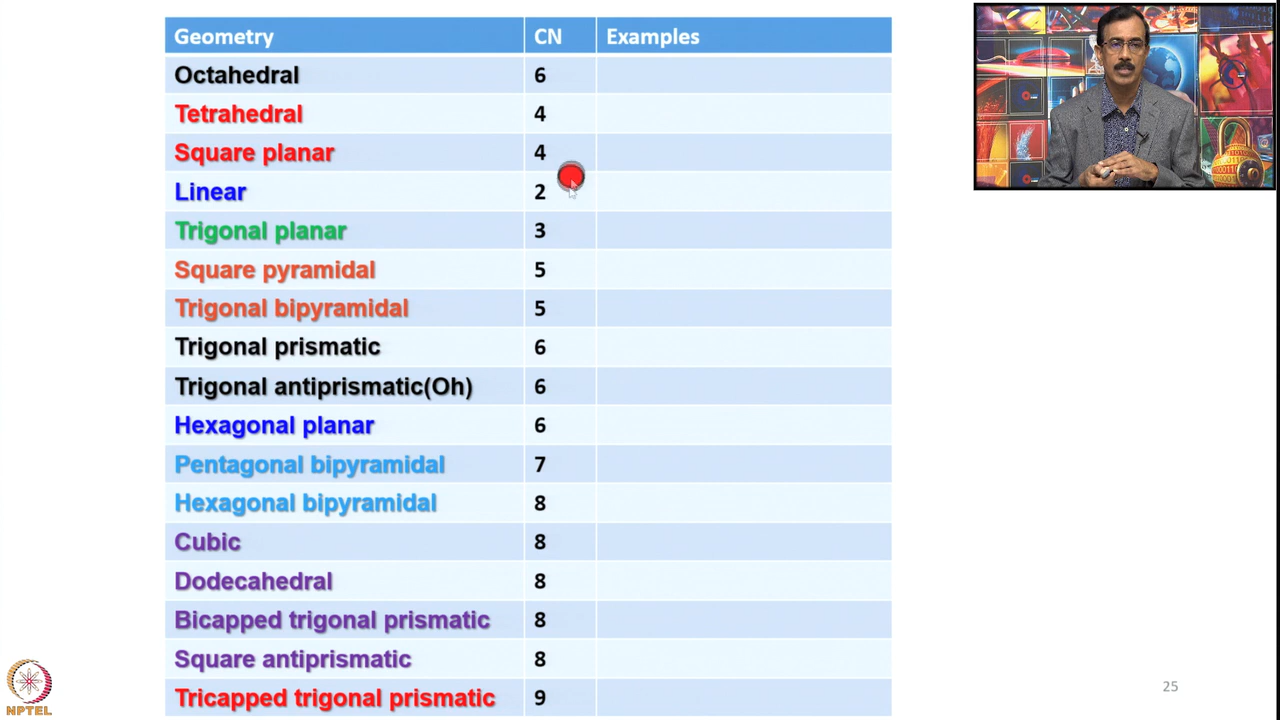 Geometry CN Examples
Octahedral 6
Tetrahedral 4
Square planar 4
Linear 2
Trigonal planar 3
Square pyramidal 5
Trigonal bipyramidal 5
Trigonal prismatic 6
Trigonal antiprismatic(Oh) 6
Hexagonal planar 6
Pentagonal bipyramidal 7
Hexagonal bipyramidal 8
Cubic 8
Dodecahedral 8
Bicapped trigonal prismatic 8
Square antiprismatic 8
Tricapped trigonal prismatic 9
25
NPTEL